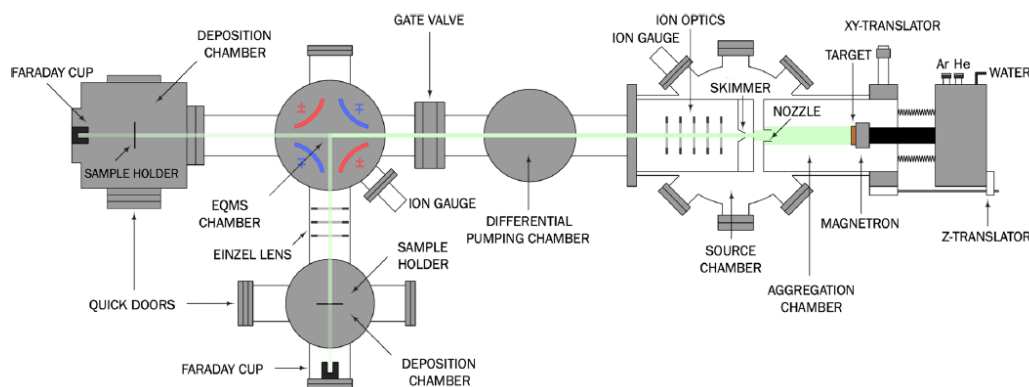 DEPOSITION
CHAMBER
FARADAY CUP
SAMPLE HOLDER
GATE VALVE
EQMS
CHAMBER
ION GAUGE
EINZEL LENS
SAMPLE
HOLDER
QUICK DOORS
FARADAY CUP
DEPOSITION
CHAMBER
DIFFERENTIAL
PUMPING CHAMBER
ION OPTICS
ION GAUGE
SKIMMER
XY-TRANSLATOR
TARGET
Ar He
WATER
NOZZLE
SOURCE
CHAMBER
AGGREGATION
CHAMBER
MAGNETRON
Z-TRANSLATOR
± ±
± ±